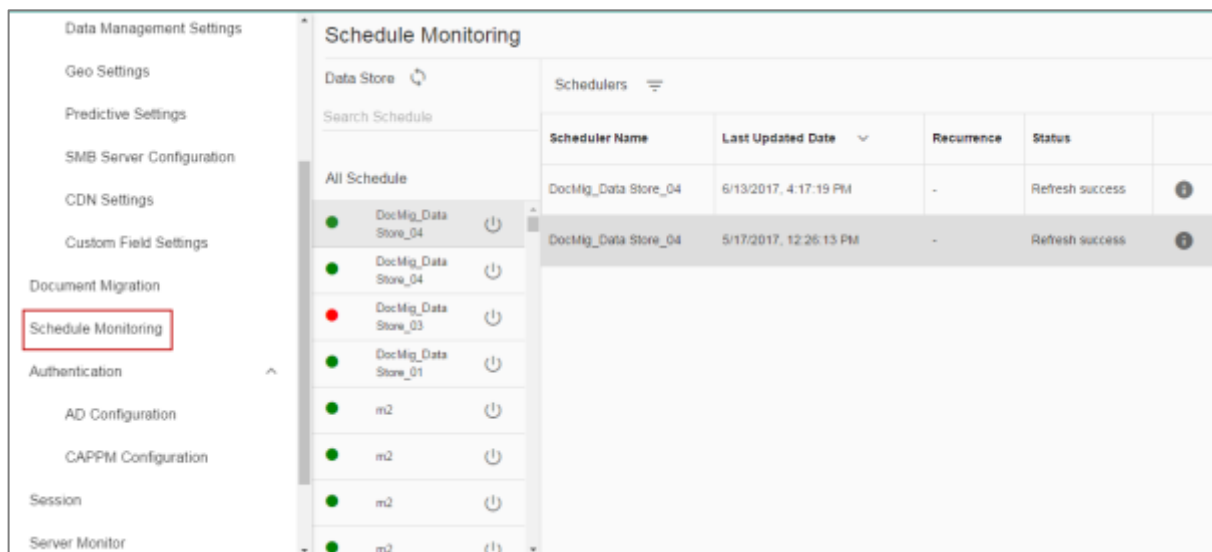 Data Management Settings
Geo Settings
Predictive Settings
SMB Server Configuration
CDN Settings
Custom Field Settings
Document Migration
Schedule Monitoring
Authentication
AD Configuration
CAPPM Configuration
Session
Server Monitor
Schedule Monitoring
Data Store
Search Schedule
All Schedule
DocMig_Data
Store_04
DocMig_Data
Store_04
DocMig_Data
Store_03
DocMig_Data
Store_01
m2
m2
m2
m2
Schedulers
Scheduler Name Last Updated Date Recurrence Status
DocMig_Data Store_04 6/13/2017, 4:17:19 PM - Refresh success
DocMig_Data Store_04 5/17/2017, 12:26:13 PM - Refresh success